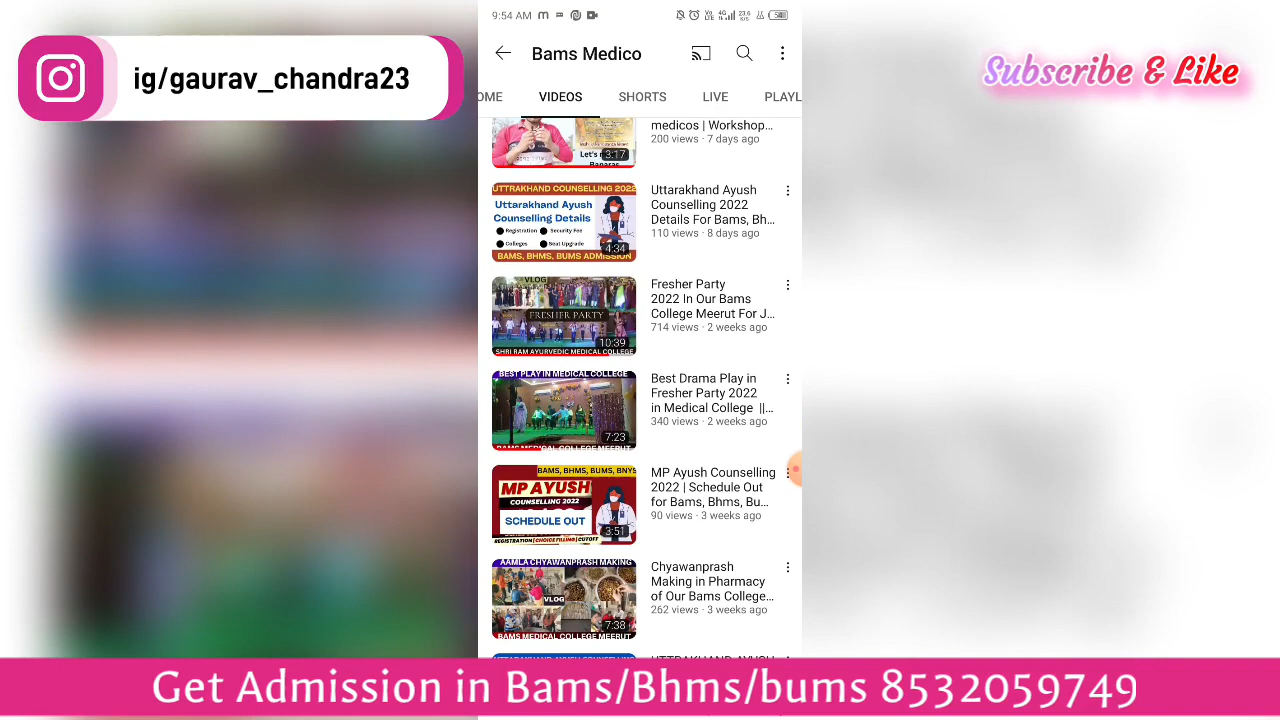 ig/gaurav_chandra23
Subscribe & Like
9:54 AM
Bams Medico
OME VIDEOS SHORTS LIVE PLAYL
medicos | Workshop...
200 views · 7 days ago
3:17
UTTRAKHAND COUNSELLING 2022
Uttarakhand Ayush
Counselling Details
Registration Security Fee
Colleges Seat Upgrade
4:34
BAMS, BHMS, BUMS ADMISSION
Uttarakhand Ayush
Counselling 2022
Details For Bams, Bh...
110 views · 8 days ago
VLOG
FRESHER PARTY
10:39
SHRI RAM AYURVEDIC MEDICAL COLLEGE
Fresher Party
2022 In Our Bams
College Meerut For J...
714 views · 2 weeks ago
BEST PLAY IN MEDICAL COLLEGE
7:23
BAMS MEDICAL COLLEGE MEERUT
Best Drama Play in
Fresher Party 2022
in Medical College ||...
340 views · 2 weeks ago
BAMS, BHMS, BUMS, BNYS
MP AYUSH
COUNSELLING 2022
SCHEDULE OUT
3:51
REGISTRATION|CHOICE FILLING|CUTOFF
MP Ayush Counselling
2022 | Schedule Out
for Bams, Bhms, Bu...
90 views · 3 weeks ago
AAMLA CHYAWANPRASH MAKING
VLOG
7:38
BAMS MEDICAL COLLEGE MEERUT
Chyawanprash
Making in Pharmacy
of Our Bams College...
262 views · 3 weeks ago
Get Admission in Bams/Bhms/bums 8532059749